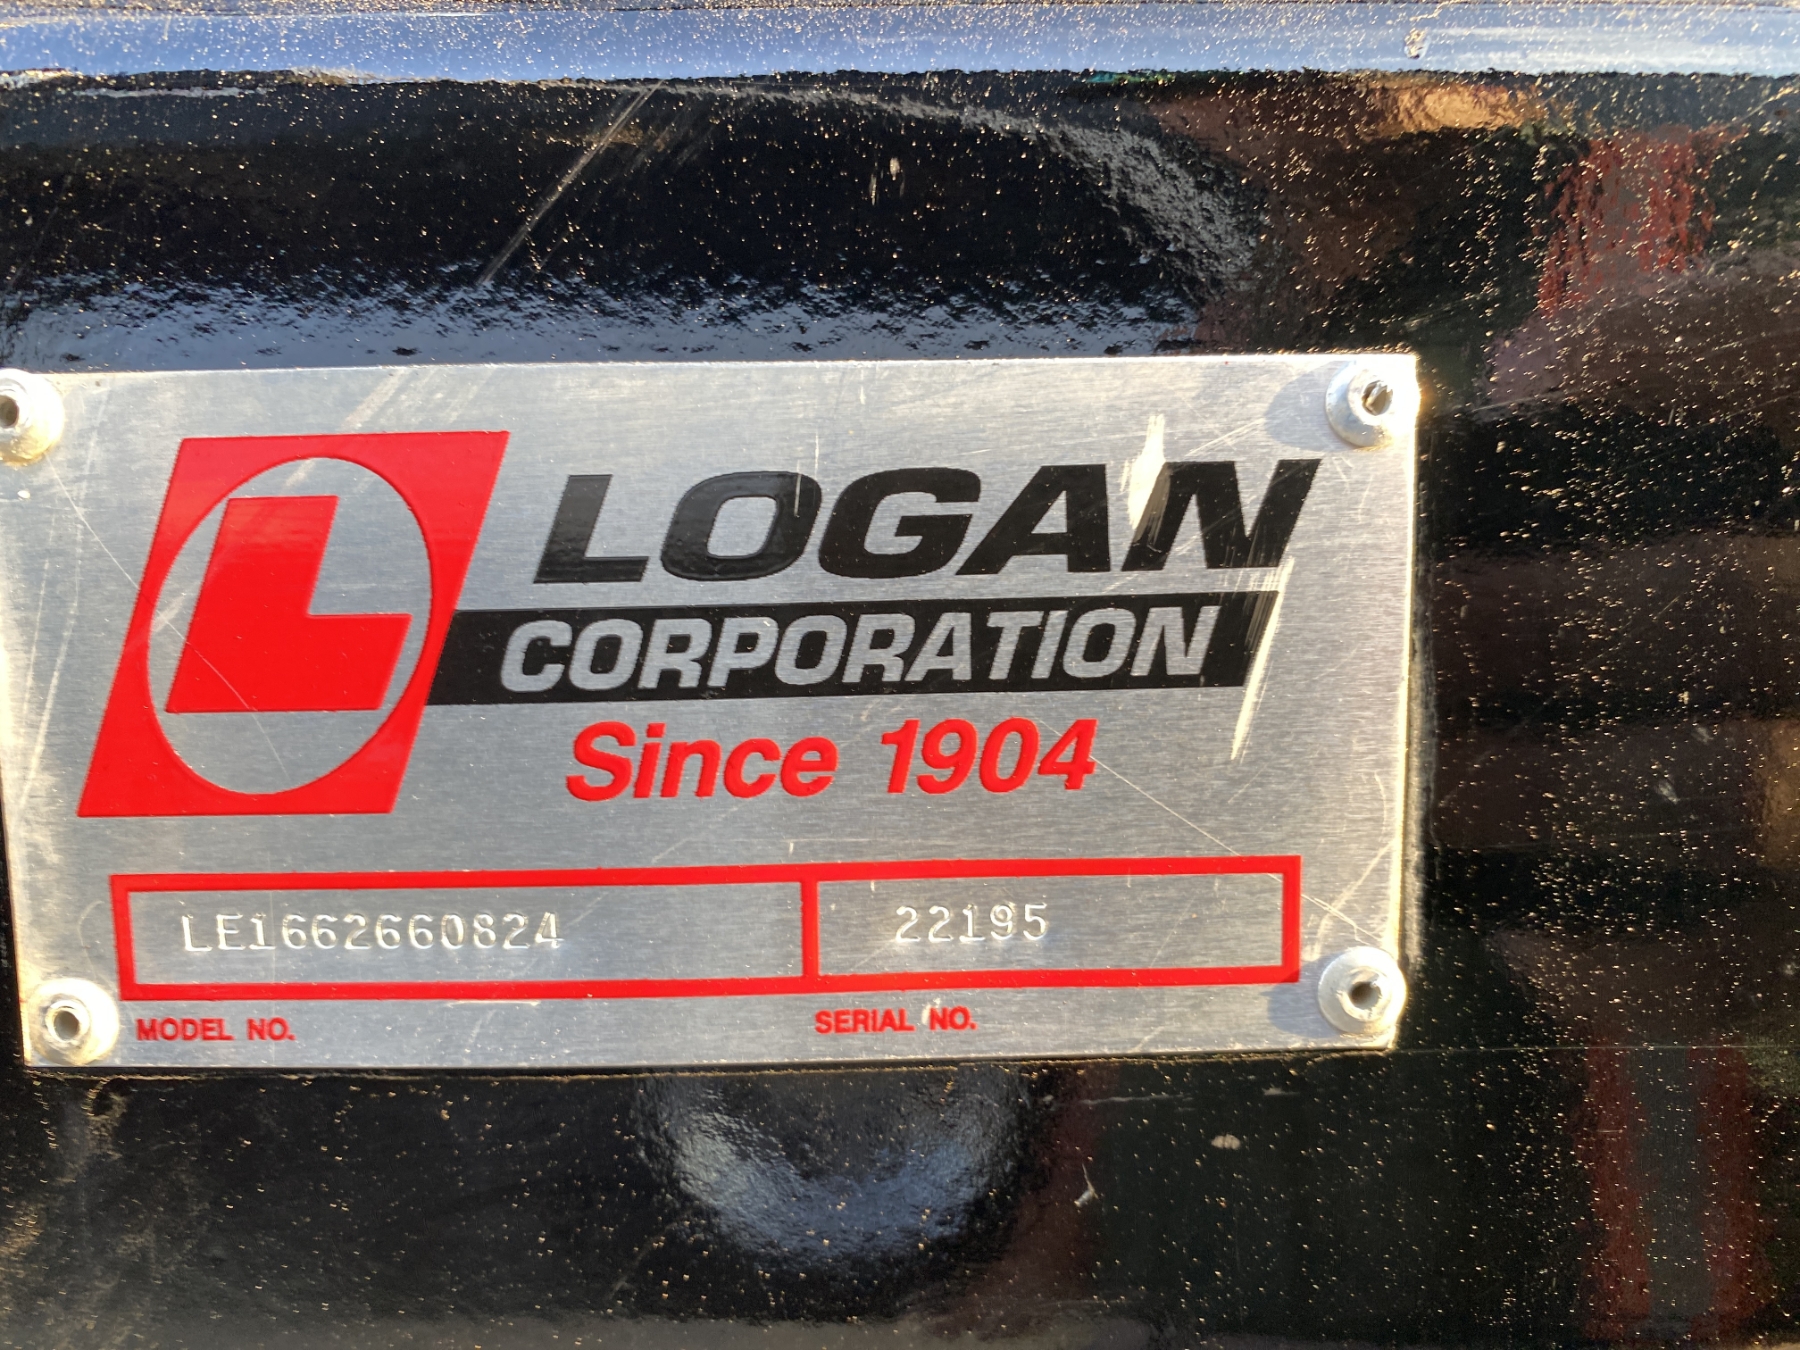 L LOGAN
CORPORATION
Since 1904
LE1662660824 22195
MODEL NO. SERIAL NO.